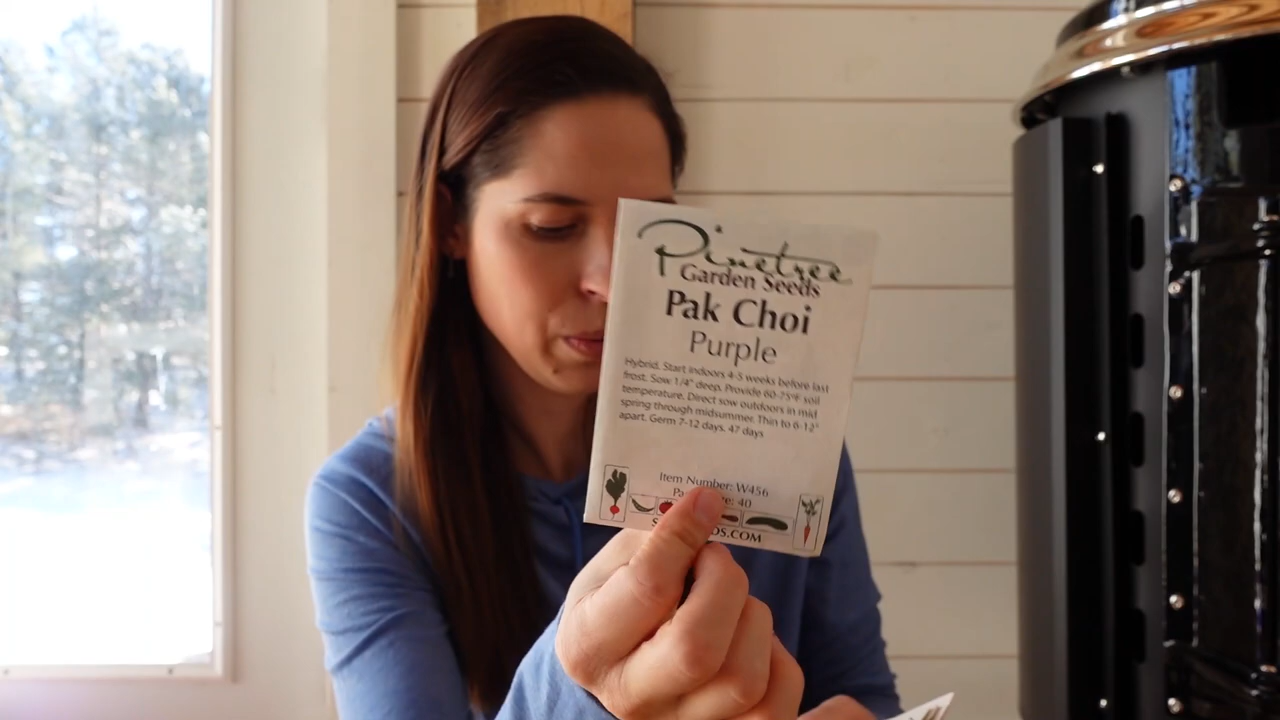 Pinetree
Garden Seeds
Pak Choi
Purple
Hybrid. Start indoors 4-5 weeks before last
frost. Sow 1/4" deep. Provide 60-75°F soil
temperature. Direct sow outdoors in mid
spring through midsummer. Thin to 6-12"
apart. Germ 7-12 days. 47 days
Item Number: W456
40
.COM